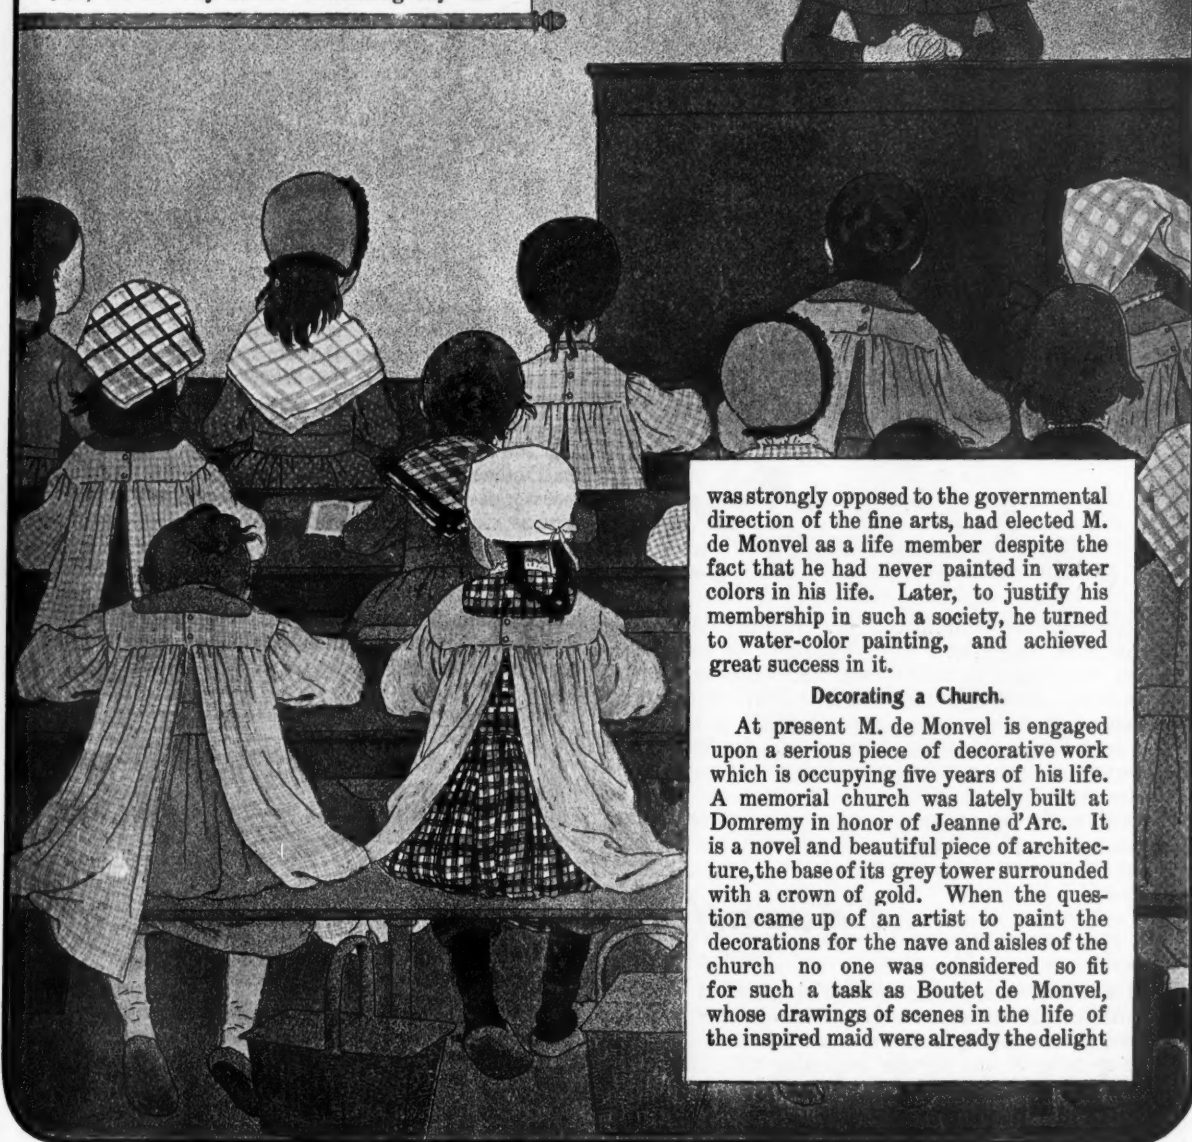 was strongly opposed to the governmental
direction of the fine arts, had elected M.
de Monvel as a life member despite the
fact that he had never painted in water
colors in his life. Later, to justify his
membership in such a society, he turned
to water-color painting, and achieved
great success in it.
Decorating a Church.
At present M. de Monvel is engaged
upon a serious piece of decorative work
which is occupying five years of his life.
A memorial church was lately built at
Domremy in honor of Jeanne d'Arc. It
is a novel and beautiful piece of architec-
ture, the base of its grey tower surrounded
with a crown of gold. When the ques-
tion came up of an artist to paint the
decorations for the nave and aisles of the
church no one was considered so fit
for such a task as Boutet de Monvel,
whose drawings of scenes in the life of
the inspired maid were already the delight